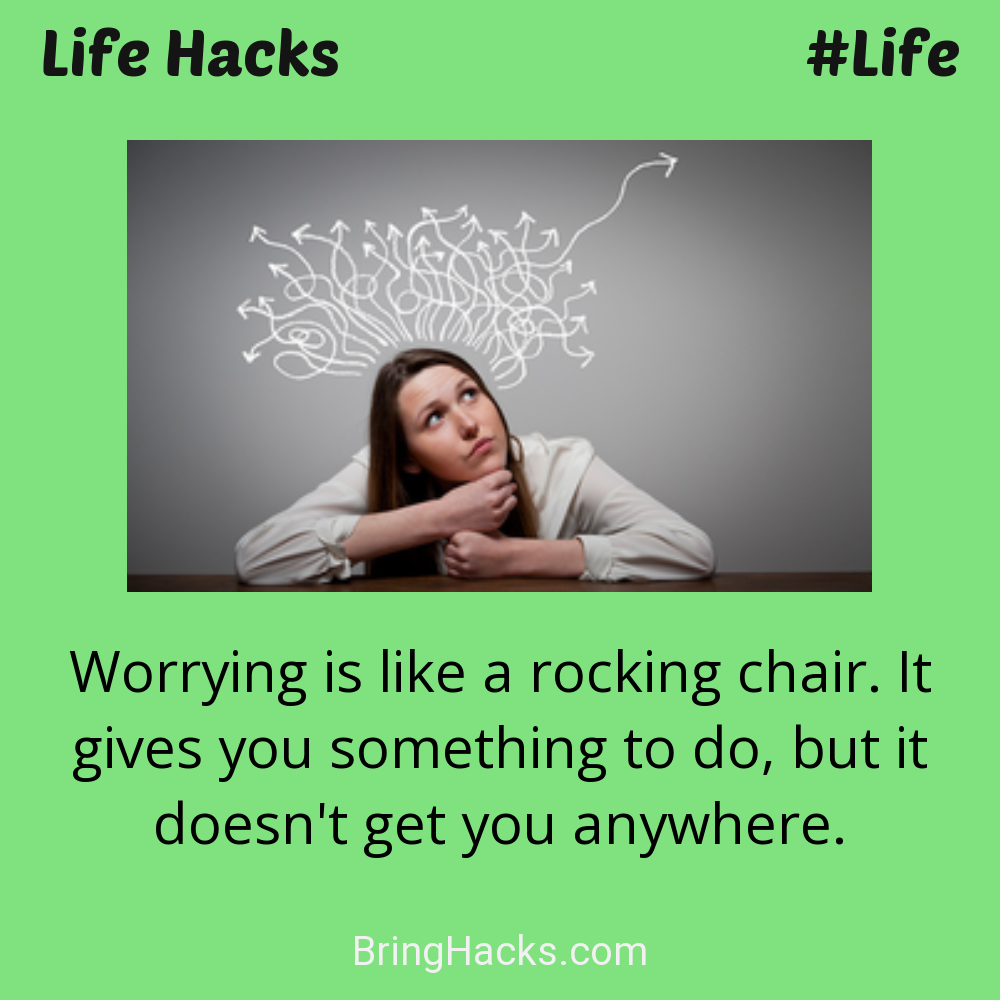 Life Hacks
#Life
Worrying is like a rocking chair. It
gives you something to do, but it
doesn't get you anywhere.
BringHacks.com